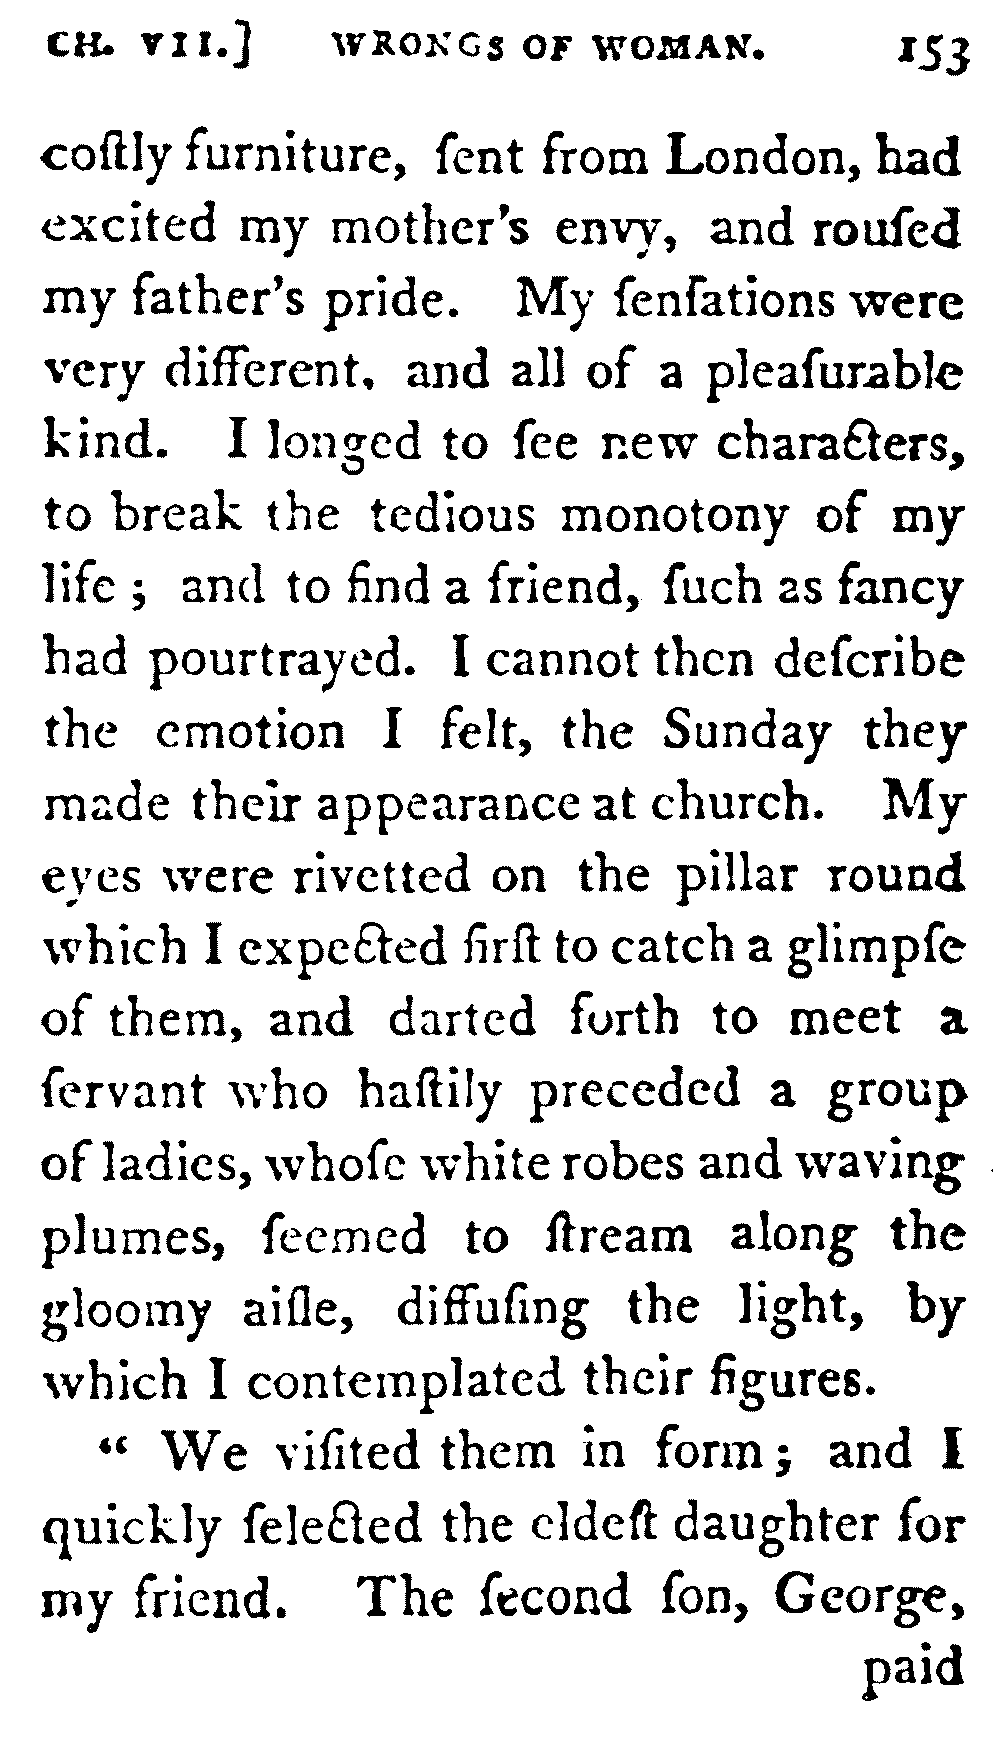 CH. VII.] WRONGS OF WOMAN. 153
coſtly furniture, ſent from London, had
excited my mother's envy, and rouſed
my father's pride. My ſenſations were
very different, and all of a pleaſurable
kind. I longed to ſee new characters,
to break the tedious monotony of my
life ; and to find a friend, ſuch as fancy
had pourtrayed. I cannot then deſcribe
the emotion I felt, the Sunday they
made their appearance at church. My
eyes were rivetted on the pillar round
which I expected firſt to catch a glimpſe
of them, and darted forth to meet a
ſervant who haſtily preceded a group
of ladies, whoſe white robes and waving
plumes, ſeemed to ſtream along the
gloomy aiſle, diffuſing the light, by
which I contemplated their figures.
“ We viſited them in form ; and I
quickly ſelected the eldeſt daughter for
my friend. The ſecond ſon, George,
paid